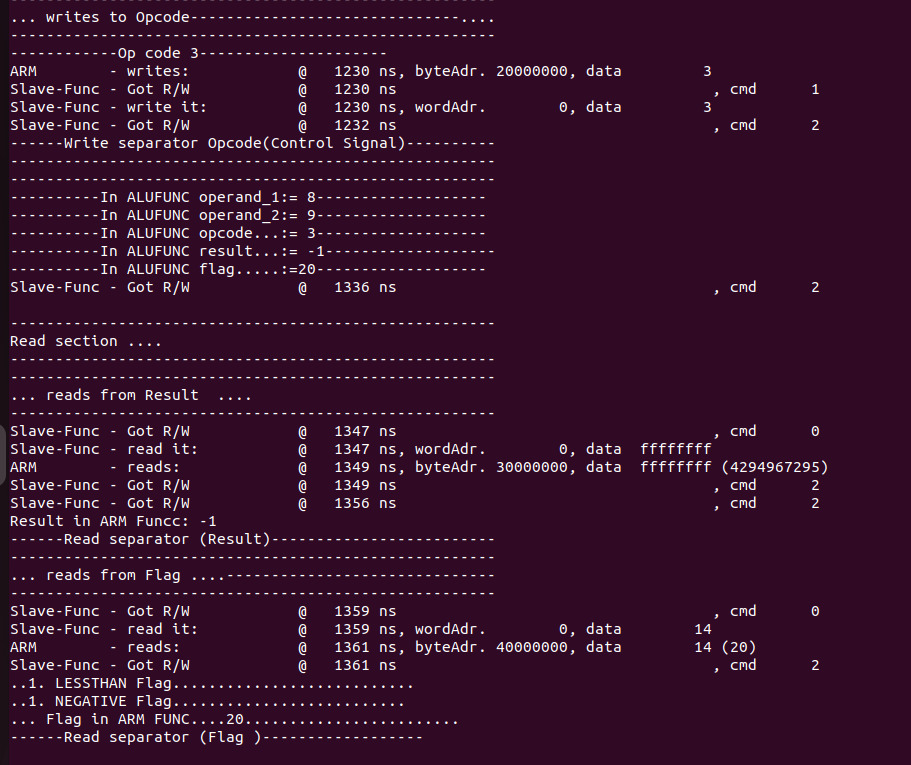 ------------------------------------------------------
... writes to Opcode------------------------------....
------------------------------------------------------
------------Op code 3---------------------
ARM        - writes:            @   1230 ns, byteAdr. 20000000, data         3
Slave-Func - Got R/W            @   1230 ns                                   , cmd      1
Slave-Func - write it:          @   1230 ns, wordAdr.        0, data         3
Slave-Func - Got R/W            @   1232 ns                                   , cmd      2
------Write separator Opcode(Control Signal)----------
------------------------------------------------------
------------------------------------------------------
----------In ALUFUNC operand_1:= 8-------------------
----------In ALUFUNC operand_2:= 9-------------------
----------In ALUFUNC opcode...:= 3-------------------
----------In ALUFUNC result...:= -1-------------------
----------In ALUFUNC flag.....:=20-------------------
Slave-Func - Got R/W            @   1336 ns                                   , cmd      2
------------------------------------------------------
Read section ....
------------------------------------------------------
------------------------------------------------------
... reads from Result  ....
------------------------------------------------------
Slave-Func - Got R/W            @   1347 ns                                   , cmd      0
Slave-Func - read it:           @   1347 ns, wordAdr.        0, data  ffffffff
ARM        - reads:             @   1349 ns, byteAdr. 30000000, data  ffffffff (4294967295)
Slave-Func - Got R/W            @   1349 ns                                   , cmd      2
Slave-Func - Got R/W            @   1356 ns                                   , cmd      2
Result in ARM Funcc: -1
------Read separator (Result)-------------------------
------------------------------------------------------
... reads from Flag ....------------------------------
------------------------------------------------------
Slave-Func - Got R/W            @   1359 ns                                   , cmd      0
Slave-Func - read it:           @   1359 ns, wordAdr.        0, data        14
ARM        - reads:             @   1361 ns, byteAdr. 40000000, data        14 (20)
Slave-Func - Got R/W            @   1361 ns                                   , cmd      2
..1. LESSTHAN Flag...........................
..1. NEGATIVE Flag..........................
... Flag in ARM FUNC....20........................
------Read separator (Flag )------------------